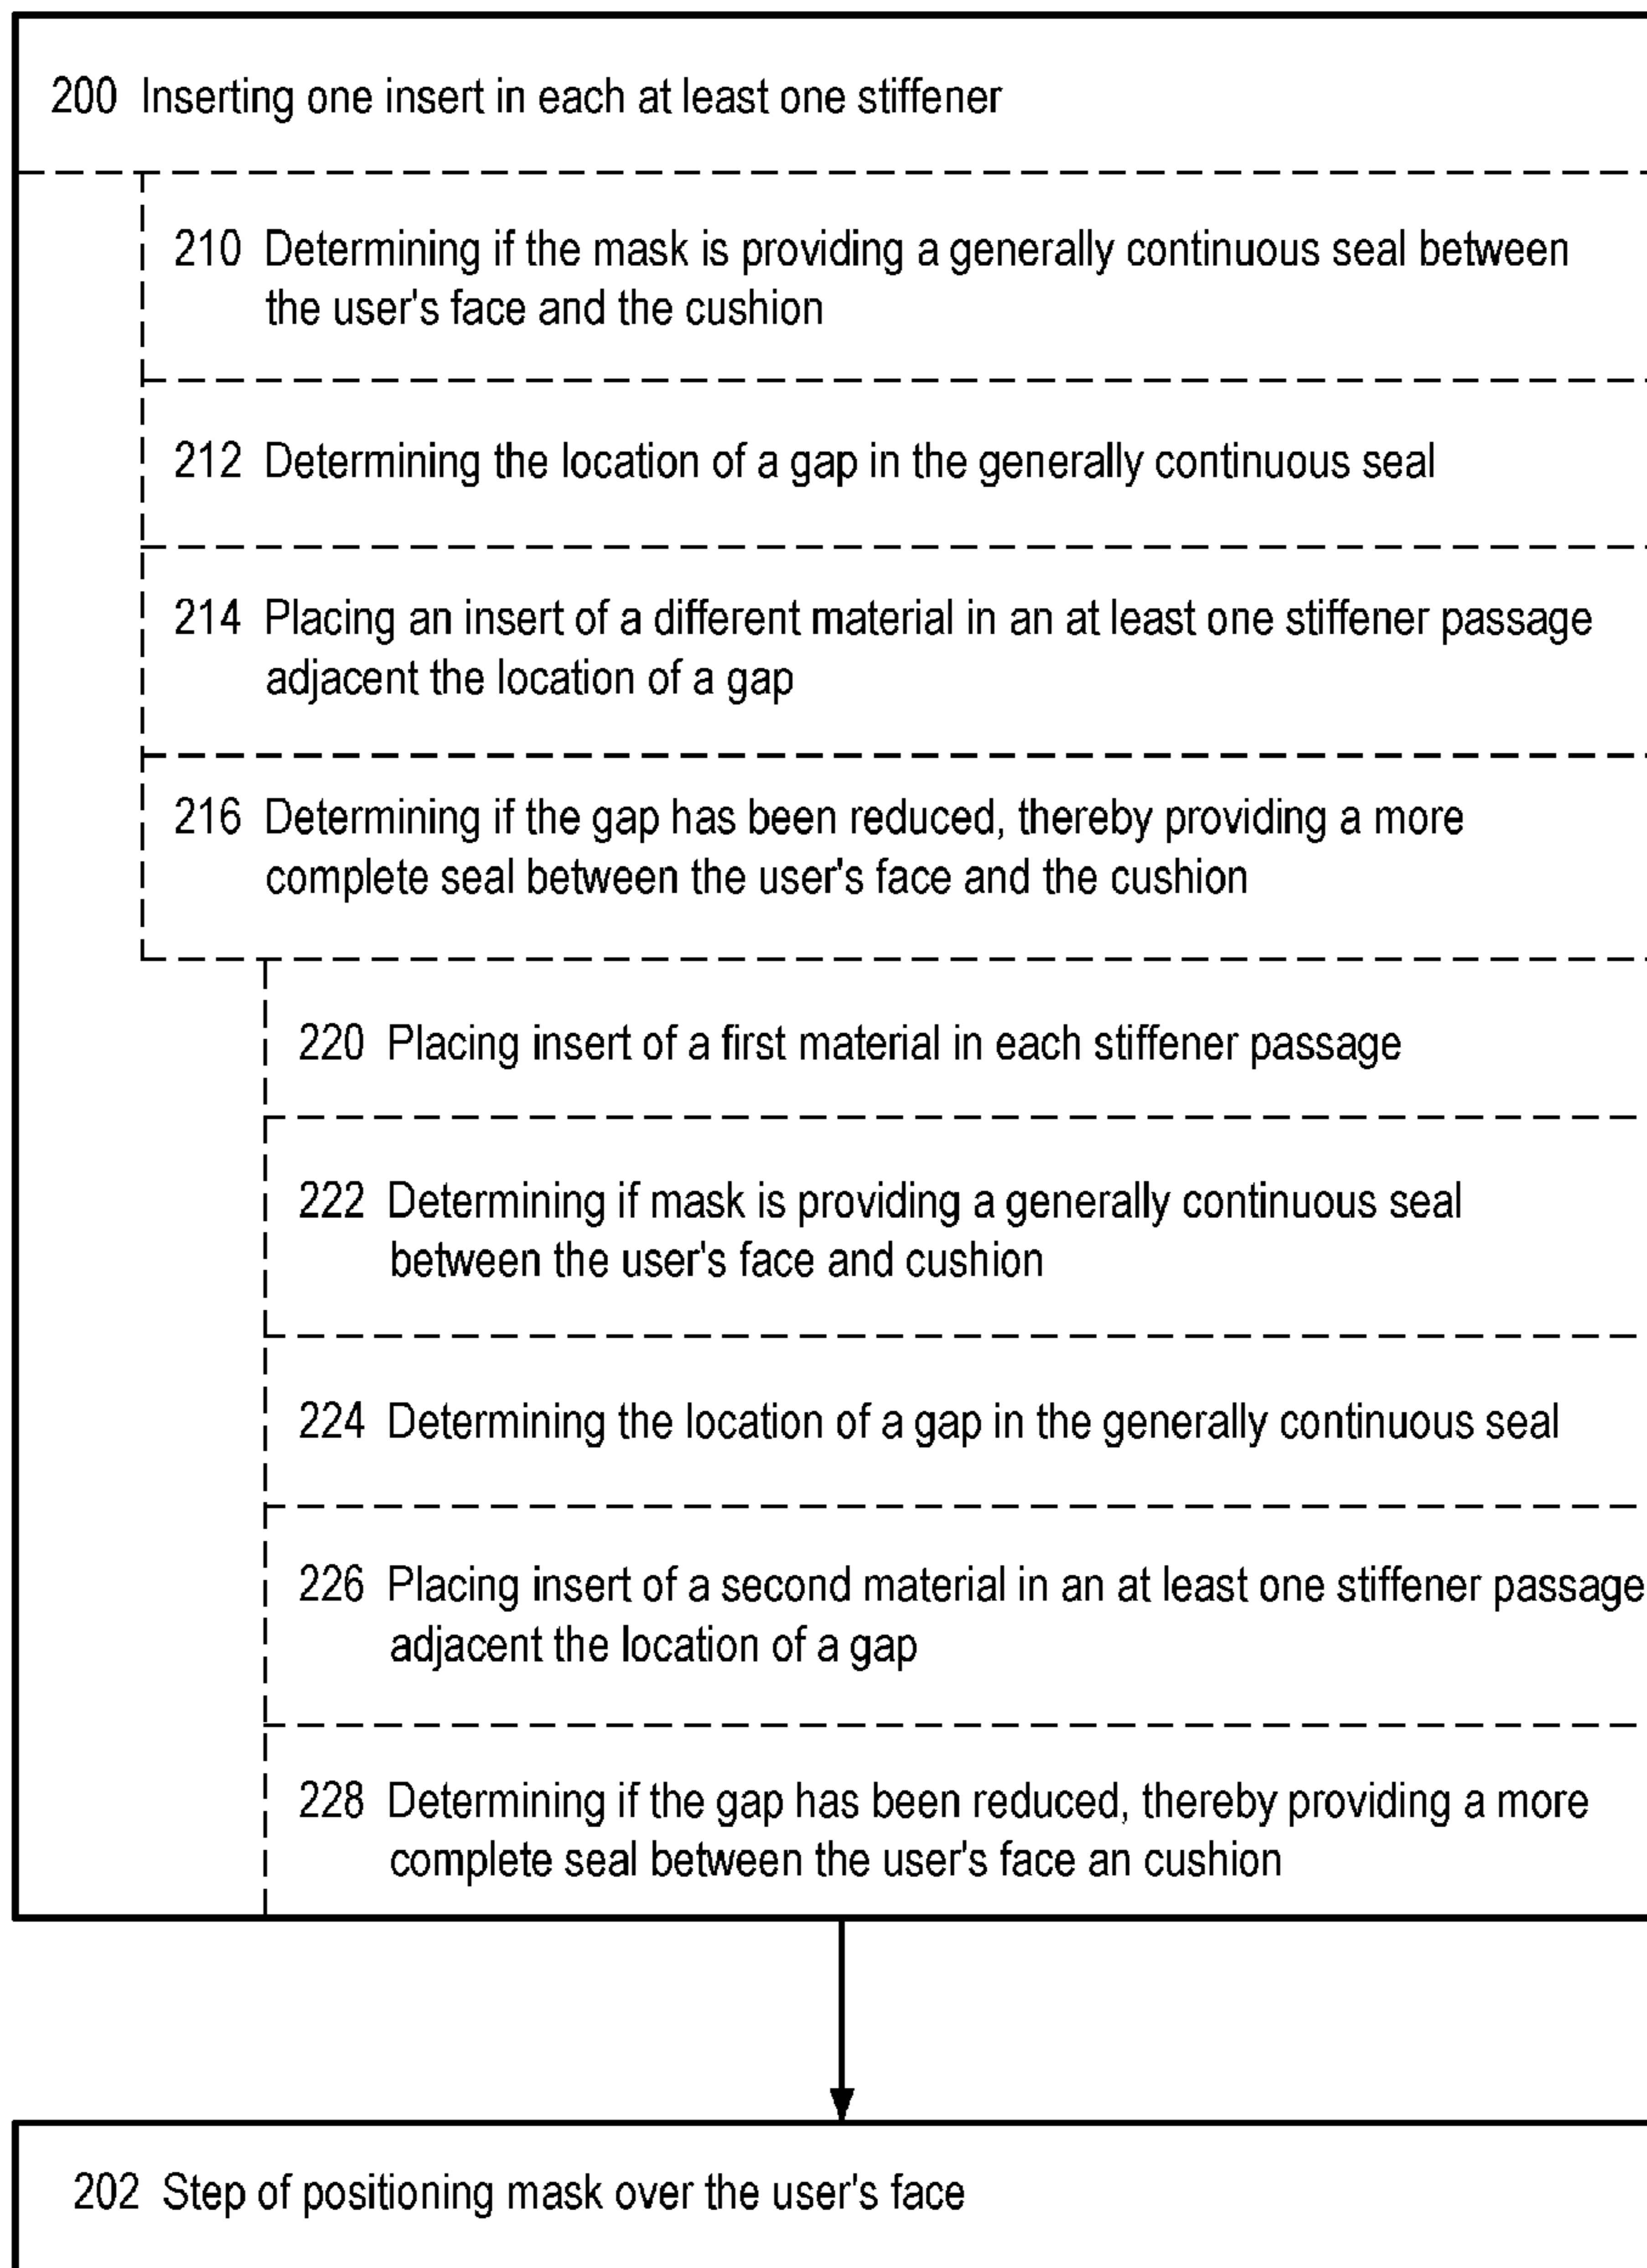 200 Inserting one insert in each at least one stiffener
210 Determining if the mask is providing a generally continuous seal between
the user's face and the cushion
212 Determining the location of a gap in the generally continuous seal
214 Placing an insert of a different material in an at least one stiffener passage
adjacent the location of a gap
216 Determining if the gap has been reduced, thereby providing a more
complete seal between the user's face and the cushion
220 Placing insert of a first material in each stiffener passage
222 Determining if mask is providing a generally continuous seal
between the user's face and cushion
224 Determining the location of a gap in the generally continuous seal
226 Placing insert of a second material in an at least one stiffener passage
adjacent the location of a gap
228 Determining if the gap has been reduced, thereby providing a more
complete seal between the user's face an cushion
202 Step of positioning mask over the user's face